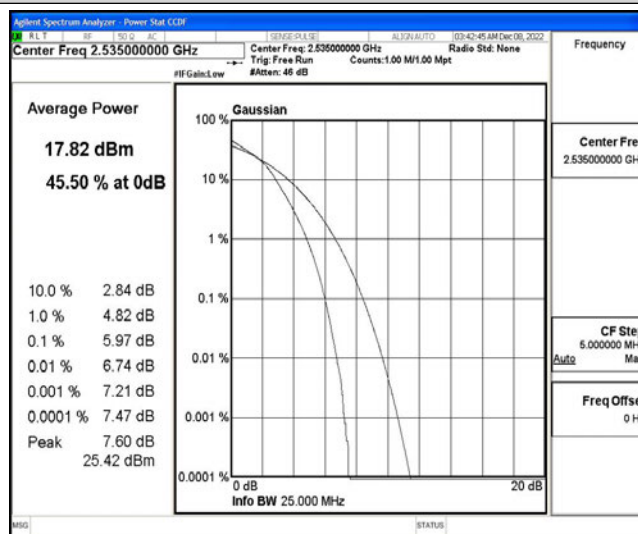 Agilent Spectrum Analyzer - Power Stat CCDF
RLT RF 50 Ω AC SENSE:PULSE ALIGN AUTO 03:42:45 AM Dec 08, 2022
Center Freq 2.535000000 GHz Center Freq: 2.535000000 GHz Radio Std: None
Trig: Free Run Counts:1.00 M/1.00 Mpt
#IFGain:Low #Atten: 46 dB
Frequency
Average Power
17.82 dBm
45.50 % at 0dB
10.0 % 2.84 dB
1.0 % 4.82 dB
0.1 % 5.97 dB
0.01 % 6.74 dB
0.001 % 7.21 dB
0.0001 % 7.47 dB
Peak 7.60 dB
25.42 dBm
Gaussian
100 %
10 %
1 %
0.1 %
0.01 %
0.001 %
0.0001 %
0 dB 20 dB
Info BW 25.000 MHz
Center Fre
2.535000000 GH
CF Ste
5.000000 MH
Auto Ma
Freq Offse
0 H
MSG STATUS